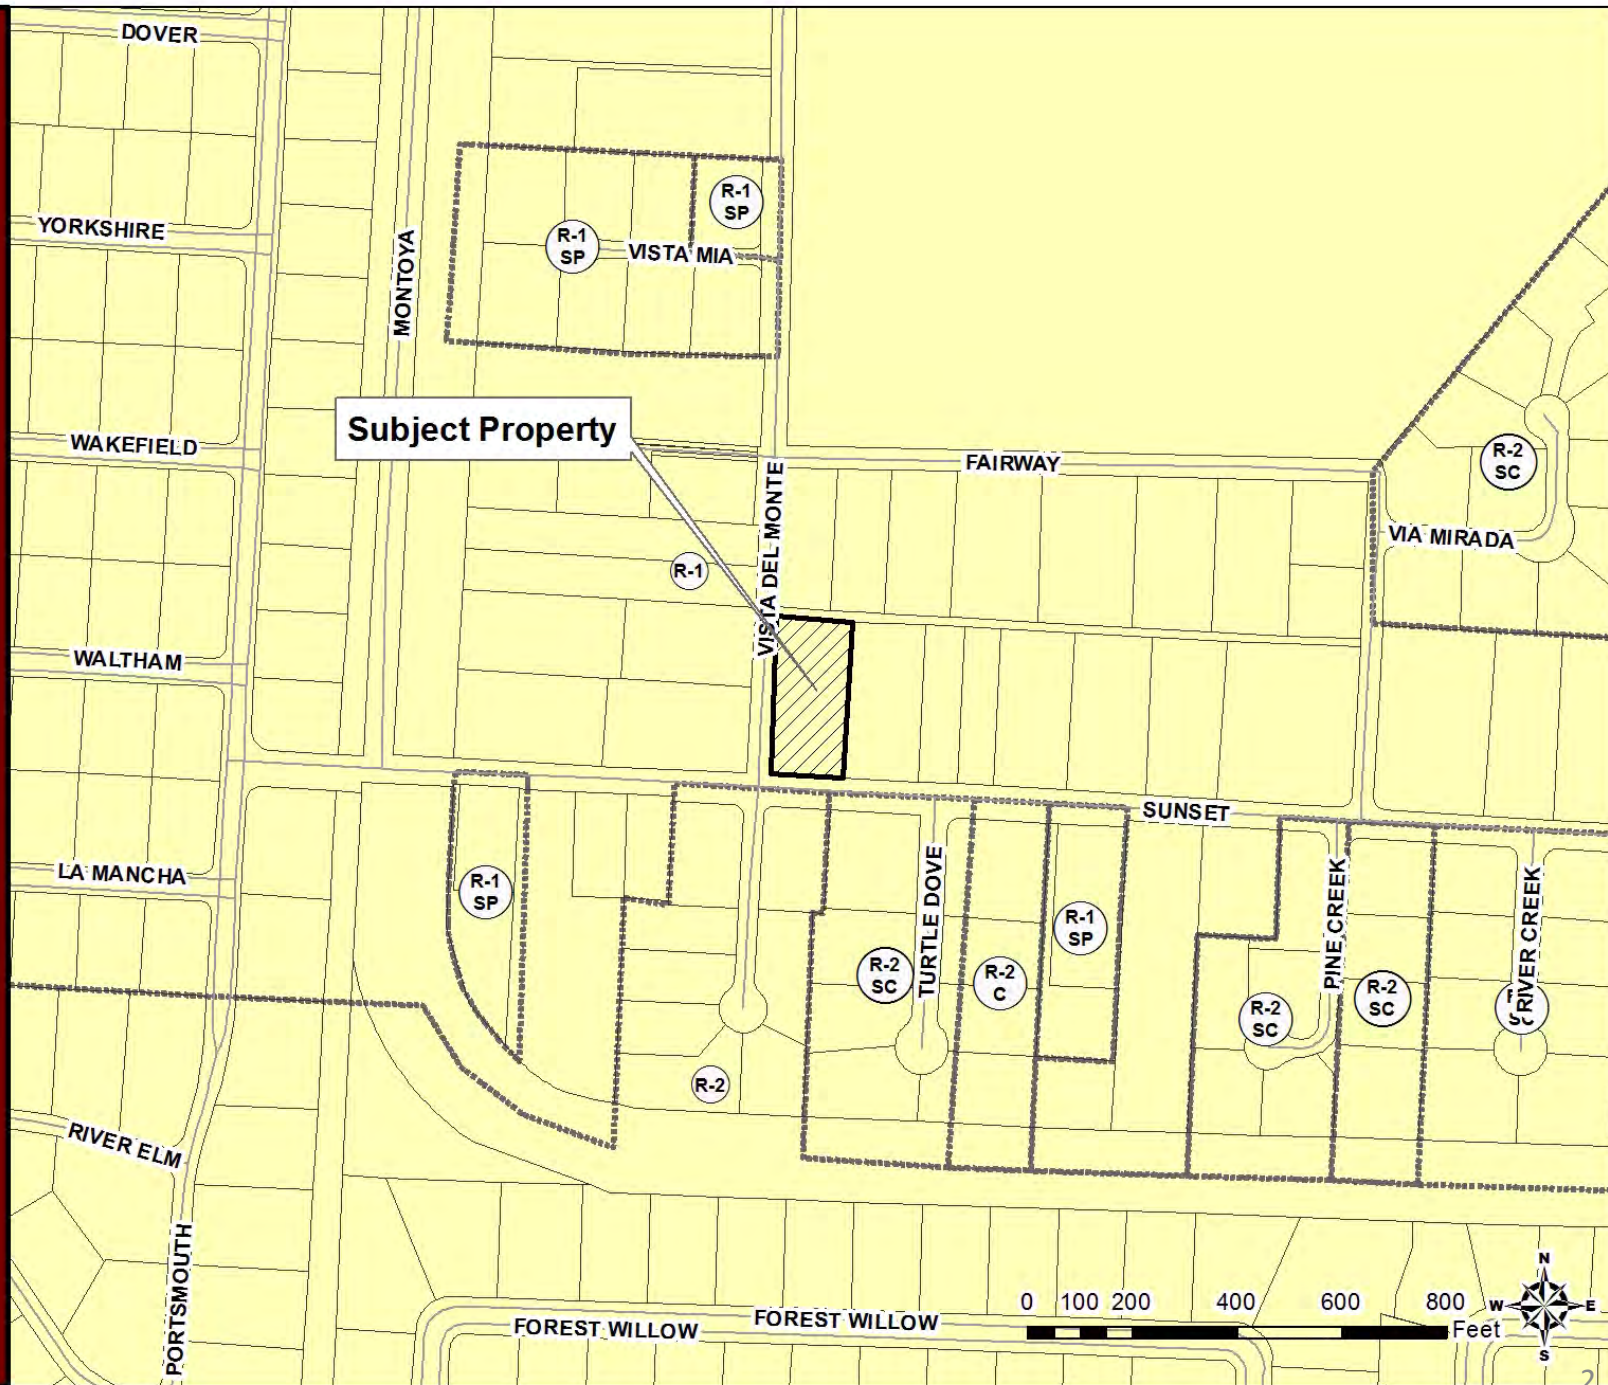 DOVER
R-1
SP
YORKSHIRE
R-1
SP
VISTA MIA
MONTOYA
Subject Property
WAKEFIELD
FAIRWAY
R-2
SC
VISTA DEL MONTE
VIA MIRADA
R-1
WALTHAM
SUNSET
LA MANCHA
R-1
SP
TURTLE DOVE
R-1
SP
PINE CREEK
RIVER CREEK
R-2
SC
R-2
C
R-2
SC
R-2
SC
R-2
RIVER ELM
PORTSMOUTH
FOREST WILLOW
FOREST WILLOW
0 100 200 400 600 800
Feet
N
W E
S
2